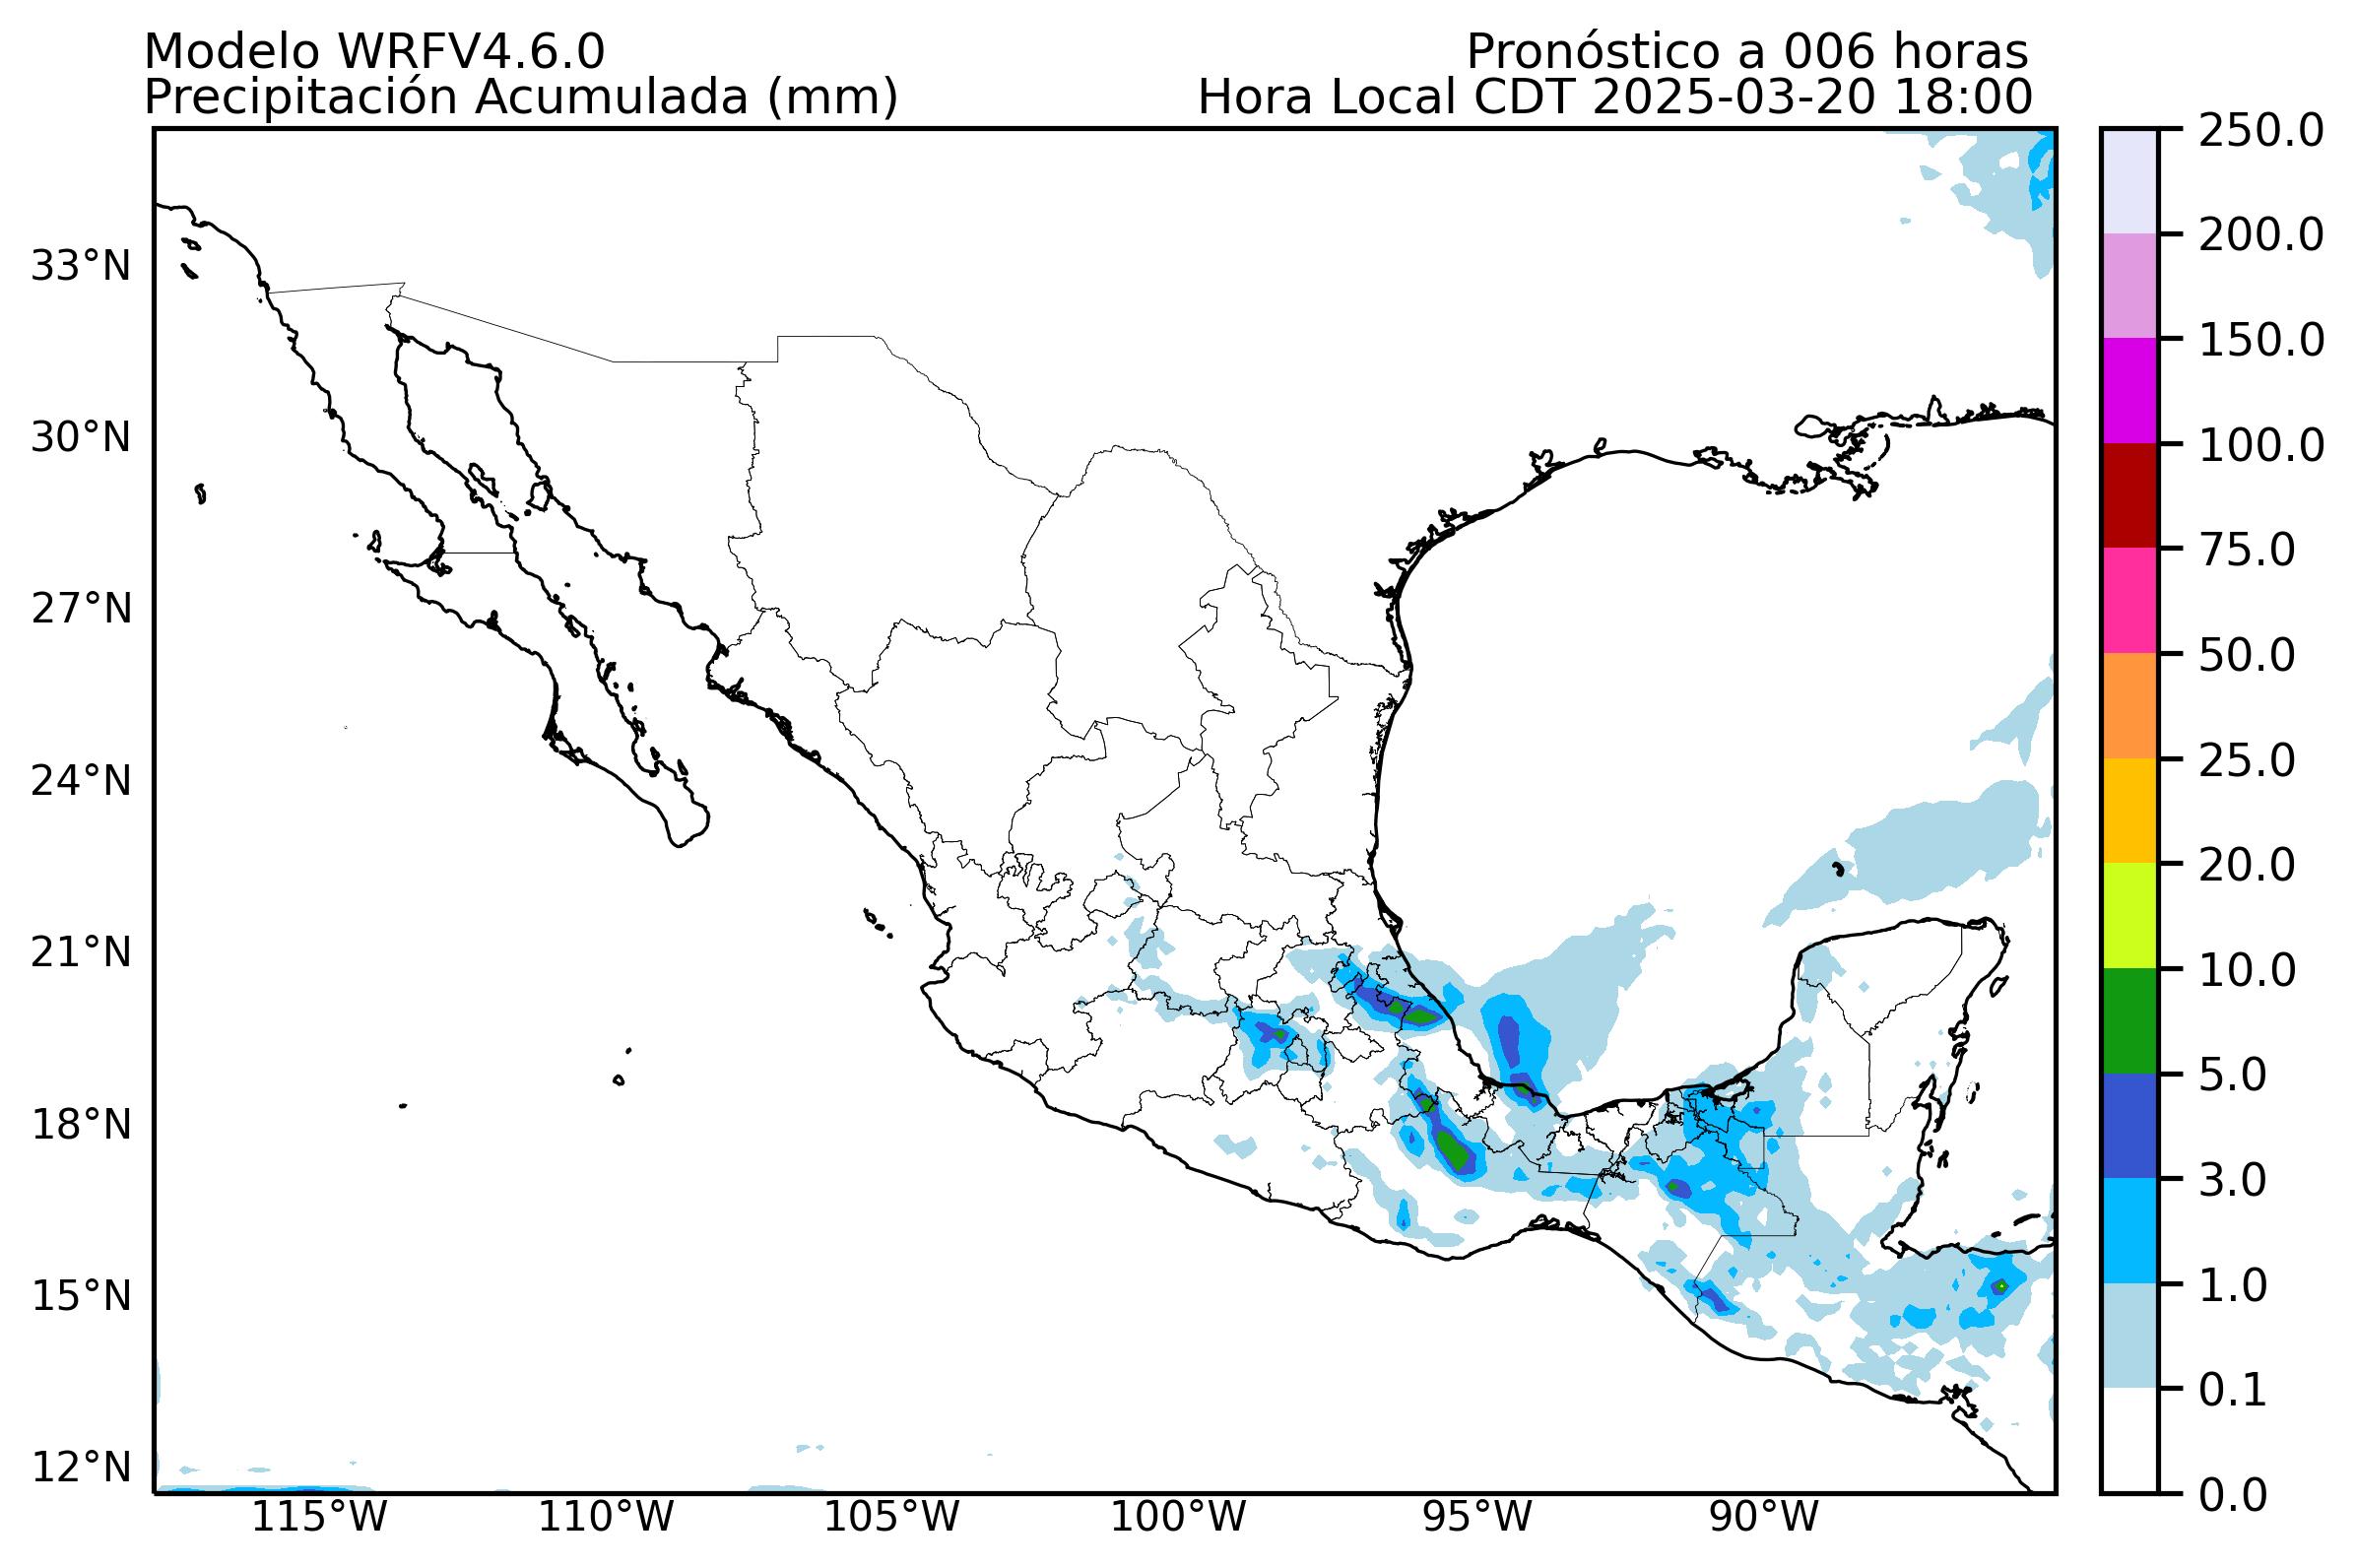 Modelo WRFV4.6.0
Pronóstico a 006 horas
Precipitación Acumulada (mm)
Hora Local CDT 2025-03-20 18:00
33°N
30°N
27°N
24°N
21°N
18°N
15°N
12°N
115°W
110°W
105°W
100°W
95°W
90°W
250.0
200.0
150.0
100.0
75.0
50.0
25.0
20.0
10.0
5.0
3.0
1.0
0.1
0.0